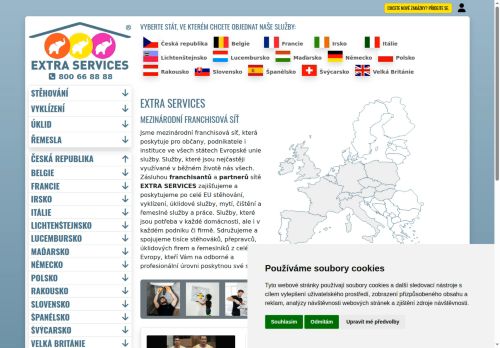 CHCETE NOVÉ ZAKÁZKY? PŘIDEJTE SE.
®
EXTRA SERVICES
800 66 88 88
STĚHOVÁNÍ
VYKLÍZENÍ
ÚKLID
ŘEMESLA
ČESKÁ REPUBLIKA
BELGIE
FRANCIE
IRSKO
ITÁLIE
LICHTENŠTEJNSKO
LUCEMBURSKO
MAĎARSKO
NĚMECKO
POLSKO
RAKOUSKO
SLOVENSKO
ŠPANĚLSKO
ŠVÝCARSKO
VELKÁ BRITÁNIE
VYBERTE STÁT, VE KTERÉM CHCETE OBJEDNAT NAŠE SLUŽBY:
Česká republika Belgie Francie Irsko Itálie
Lichtenštejnsko Lucembursko Maďarsko Německo Polsko
Rakousko Slovensko Španělsko Švýcarsko Velká Británie
EXTRA SERVICES
MEZINÁRODNÍ FRANCHISOVÁ SÍŤ
Jsme mezinárodní franchisová síť, která
poskytuje pro občany, podnikatele i
instituce ve všech státech Evropské unie
služby. Služby, které jsou nejčastěji
využívané v běžném životě nás všech.
Zásluhou franchisantů a partnerů sítě
EXTRA SERVICES zajišťujeme a
poskytujeme po celé EU stěhování,
vyklízení, úklidové služby, mytí, čištění a
řemeslné služby a práce. Služby, které
jsou potřeba v každé domácnosti, ale i v
každém podniku či firmě. Sdružujeme a
spojujeme tisíce stěhováků, přepravců,
úklidových firem a řemeslníků z celé
Evropy, kteří Vám na odborné a
profesionální úrovni poskytnou své
Používáme soubory cookies
Tyto webové stránky používají soubory cookies a další sledovací nástroje s
cílem vylepšení uživatelského prostředí, zobrazení přizpůsobeného obsahu a
reklam, analýzy návštěvnosti webových stránek a zjištění zdroje návštěvnosti.
Souhlasím Odmítám Upravit mé předvolby